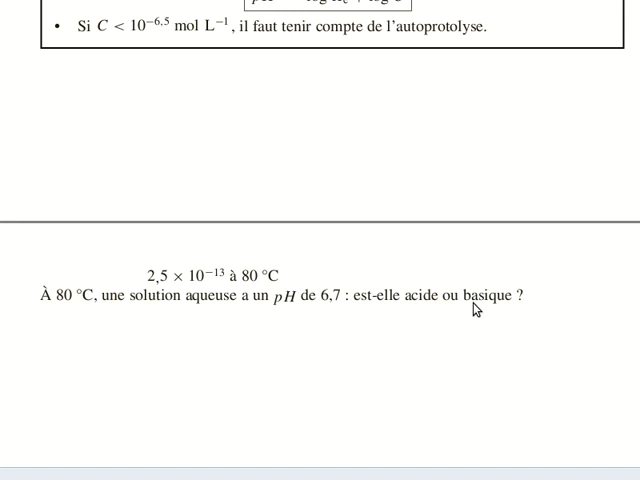 • Si C < 10⁻⁶·⁵ mol L⁻¹, il faut tenir compte de l'autoprotolyse.
2,5 × 10⁻¹³ à 80 °C
À 80 °C, une solution aqueuse a un pH de 6,7 : est-elle acide ou basique ?